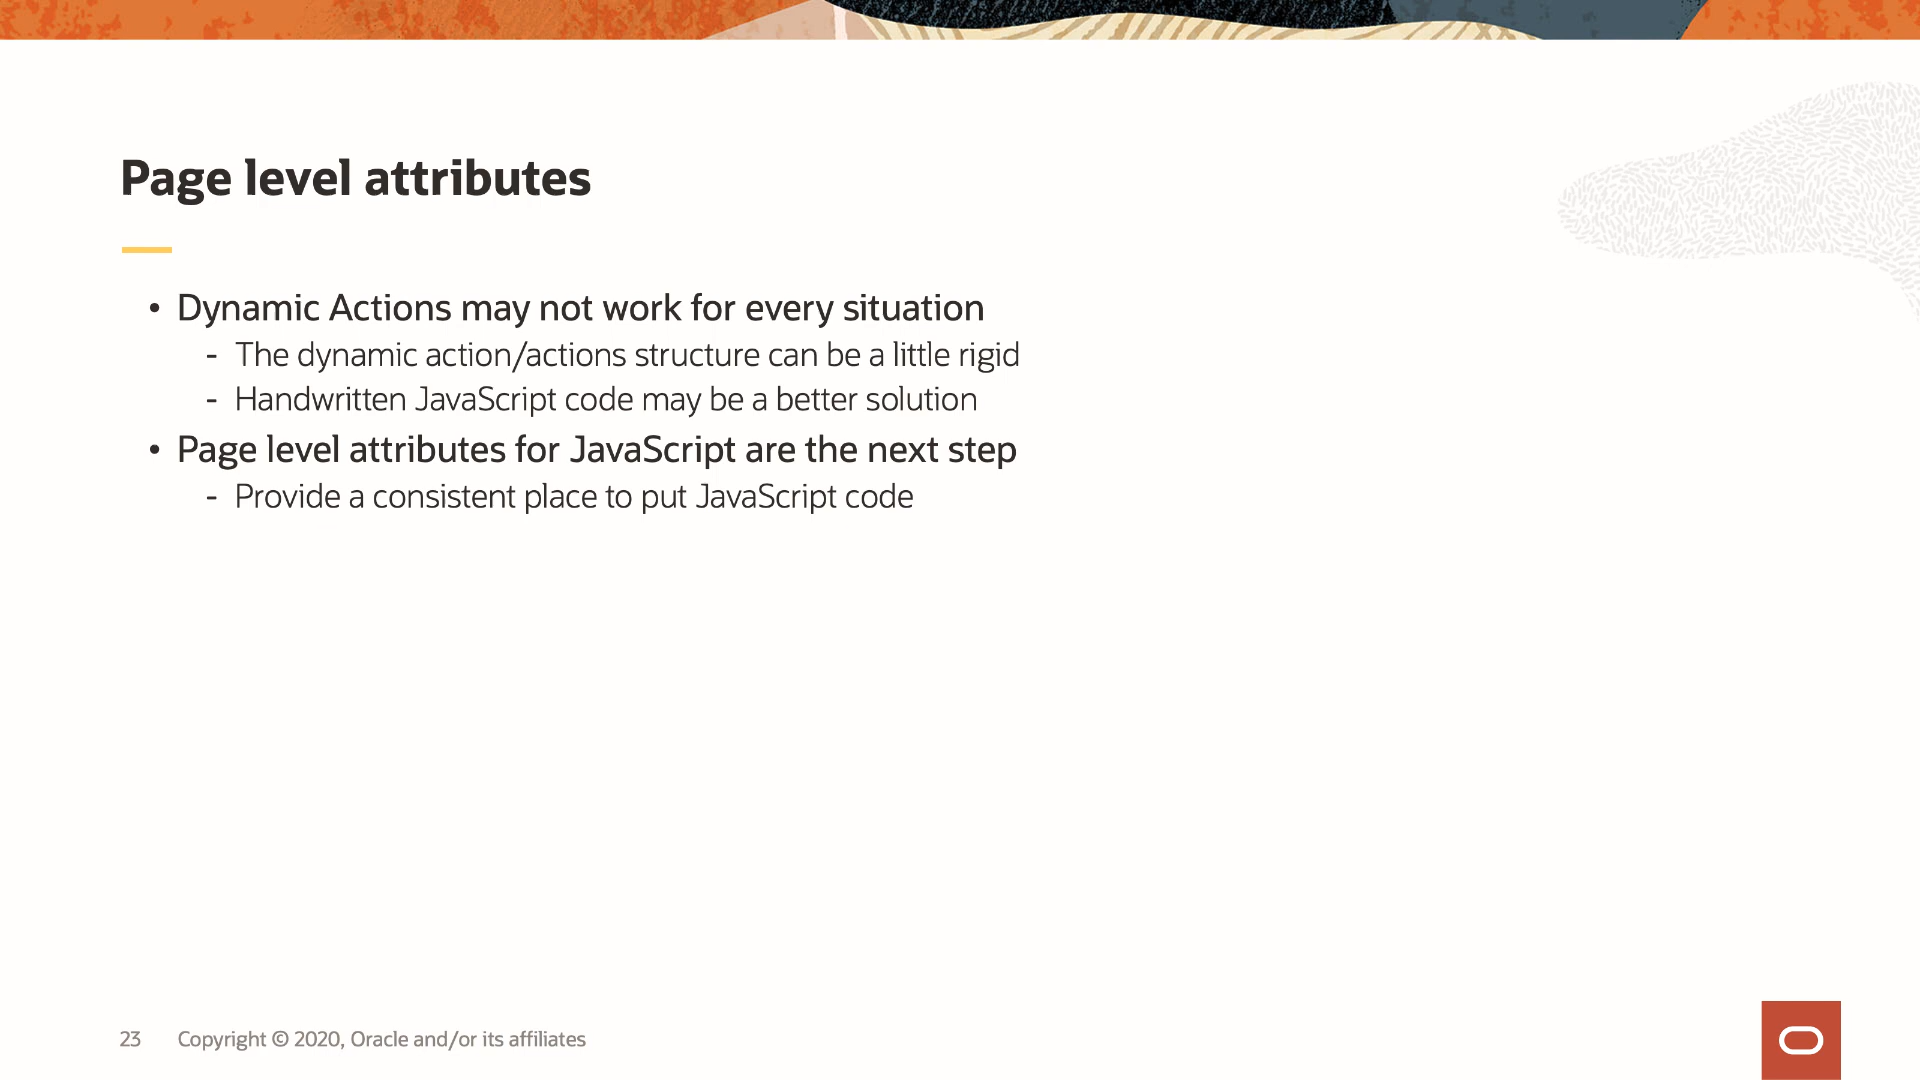 Page level attributes
• Dynamic Actions may not work for every situation
- The dynamic action/actions structure can be a little rigid
- Handwritten JavaScript code may be a better solution
• Page level attributes for JavaScript are the next step
- Provide a consistent place to put JavaScript code
23 Copyright © 2020, Oracle and/or its affiliates